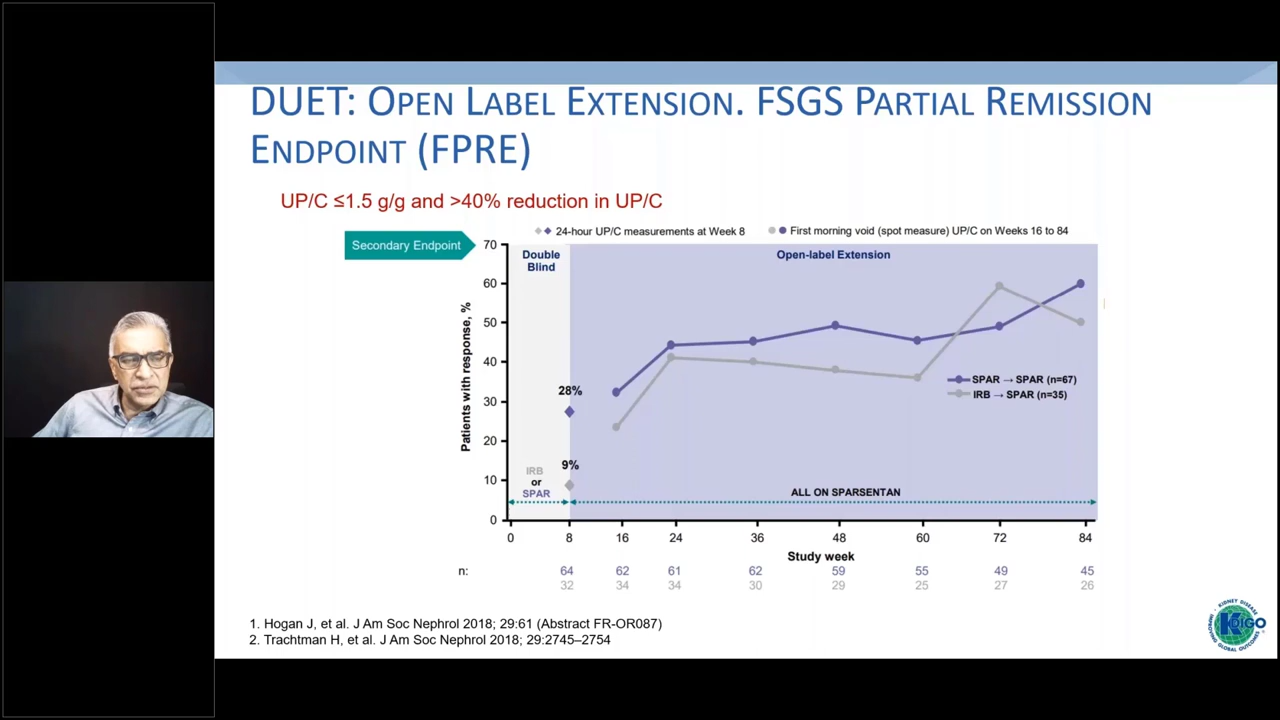 DUET: OPEN LABEL EXTENSION. FSGS PARTIAL REMISSION
ENDPOINT (FPRE)
UP/C ≤1.5 g/g and >40% reduction in UP/C
Secondary Endpoint
24-hour UP/C measurements at Week 8
First morning void (spot measure) UP/C on Weeks 16 to 84
Double
Blind
Open-label Extension
Patients with response, %
70
60
50
40
30
20
10
0
28%
9%
IRB
or
SPAR
ALL ON SPARSENTAN
SPAR → SPAR (n=67)
IRB → SPAR (n=35)
0 8 16 24 36 48 60 72 84
Study week
n: 64 62 61 62 59 55 49 45
32 34 34 30 29 25 27 26
1. Hogan J, et al. J Am Soc Nephrol 2018; 29:61 (Abstract FR-OR087)
2. Trachtman H, et al. J Am Soc Nephrol 2018; 29:2745–2754
KIDNEY DISEASE
KDIGO
IMPROVING GLOBAL OUTCOMES